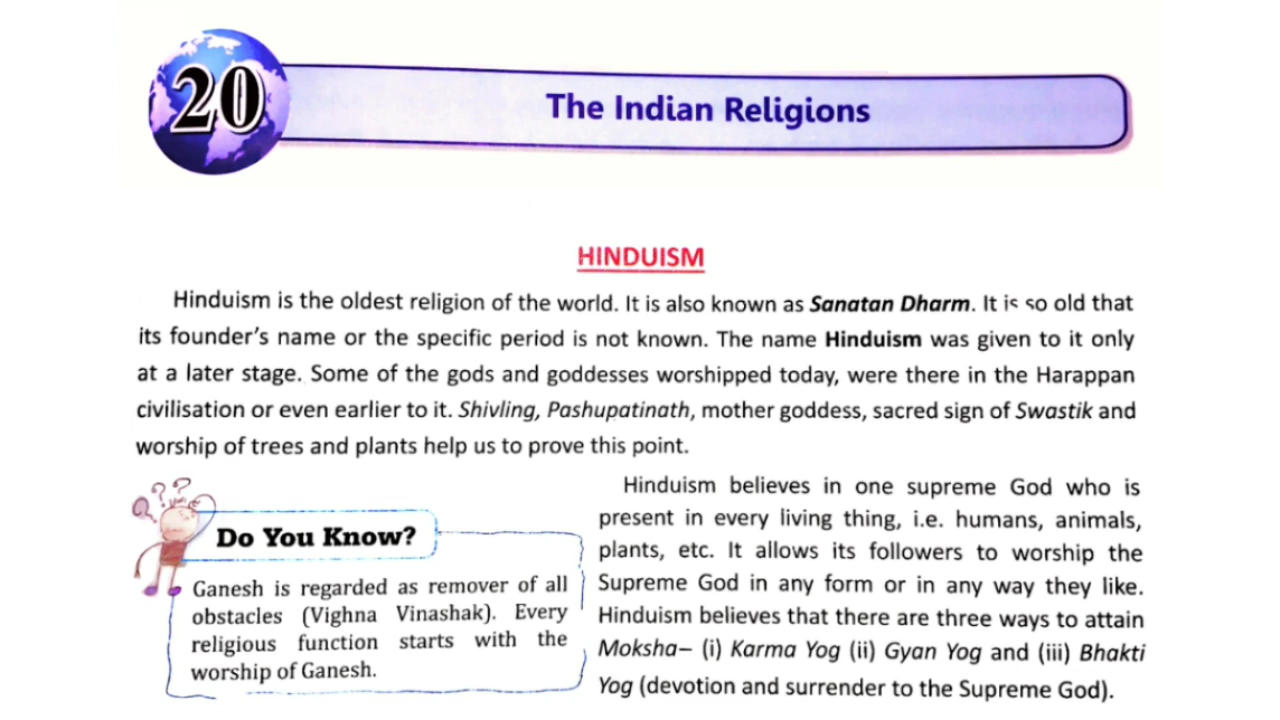 20
The Indian Religions
HINDUISM
Hinduism is the oldest religion of the world. It is also known as Sanatan Dharm. It is so old that
its founder's name or the specific period is not known. The name Hinduism was given to it only
at a later stage. Some of the gods and goddesses worshipped today, were there in the Harappan
civilisation or even earlier to it. Shivling, Pashupatinath, mother goddess, sacred sign of Swastik and
worship of trees and plants help us to prove this point.
Do You Know?
Ganesh is regarded as remover of all
obstacles (Vighna Vinashak). Every
religious function starts with the
worship of Ganesh.
Hinduism believes in one supreme God who is
present in every living thing, i.e. humans, animals,
plants, etc. It allows its followers to worship the
Supreme God in any form or in any way they like.
Hinduism believes that there are three ways to attain
Moksha– (i) Karma Yog (ii) Gyan Yog and (iii) Bhakti
Yog (devotion and surrender to the Supreme God).